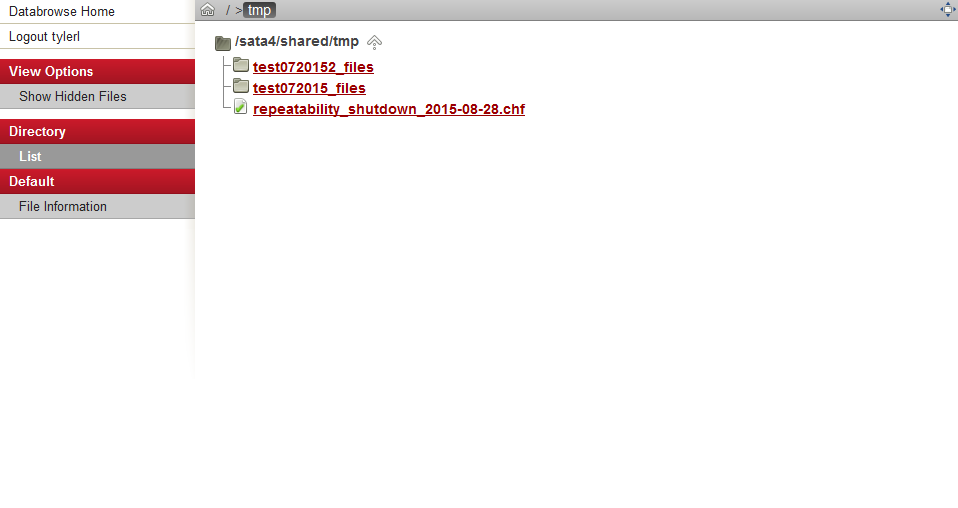 Databrowse Home
Logout tylerl
View Options
Show Hidden Files
Directory
List
Default
File Information
/ > tmp
/sata4/shared/tmp
test0720152_files
test072015_files
repeatability_shutdown_2015-08-28.chf